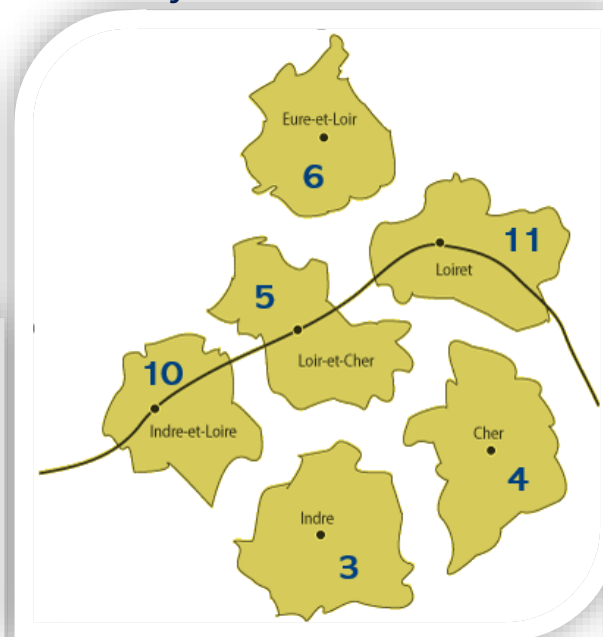 Eure-et-Loir
6
11
Loiret
5
Loir-et-Cher
10
Indre-et-Loire
Cher
4
Indre
3